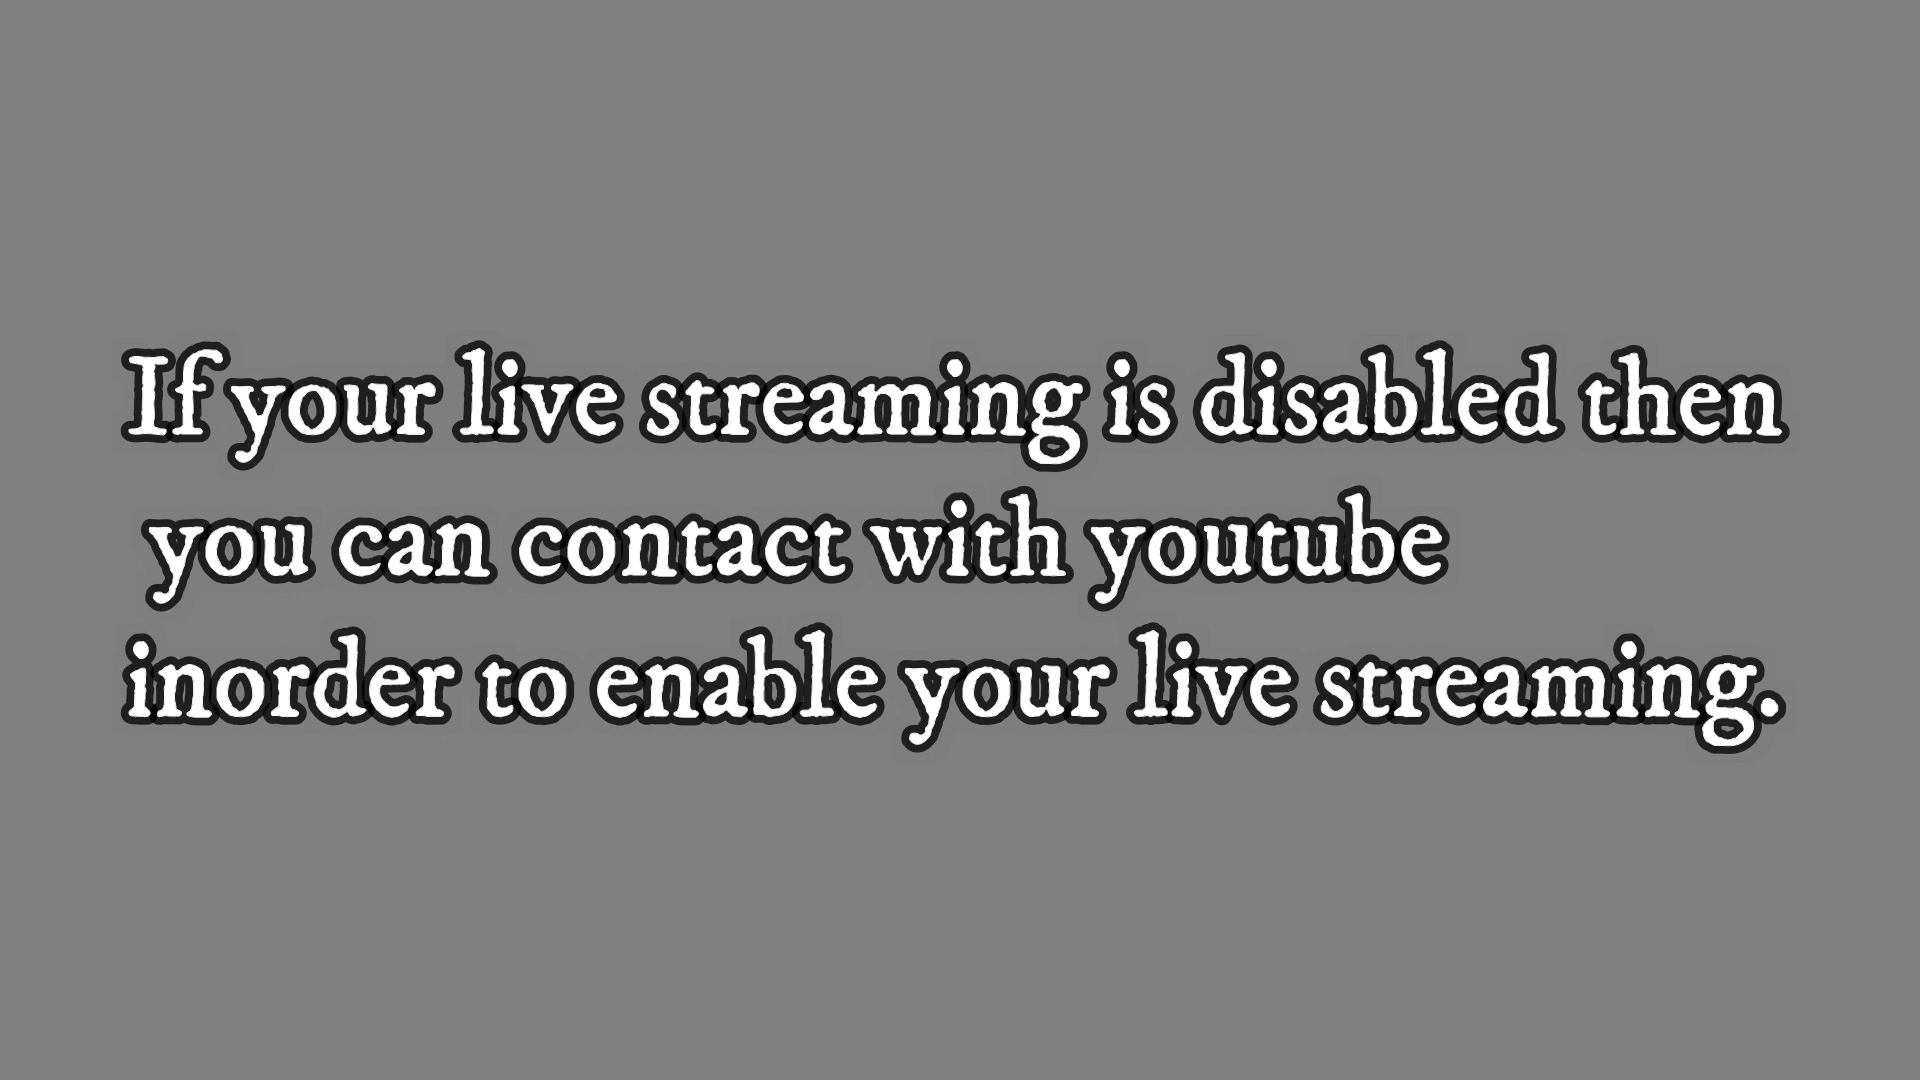 If your live streaming is disabled then
you can contact with youtube
inorder to enable your live streaming.